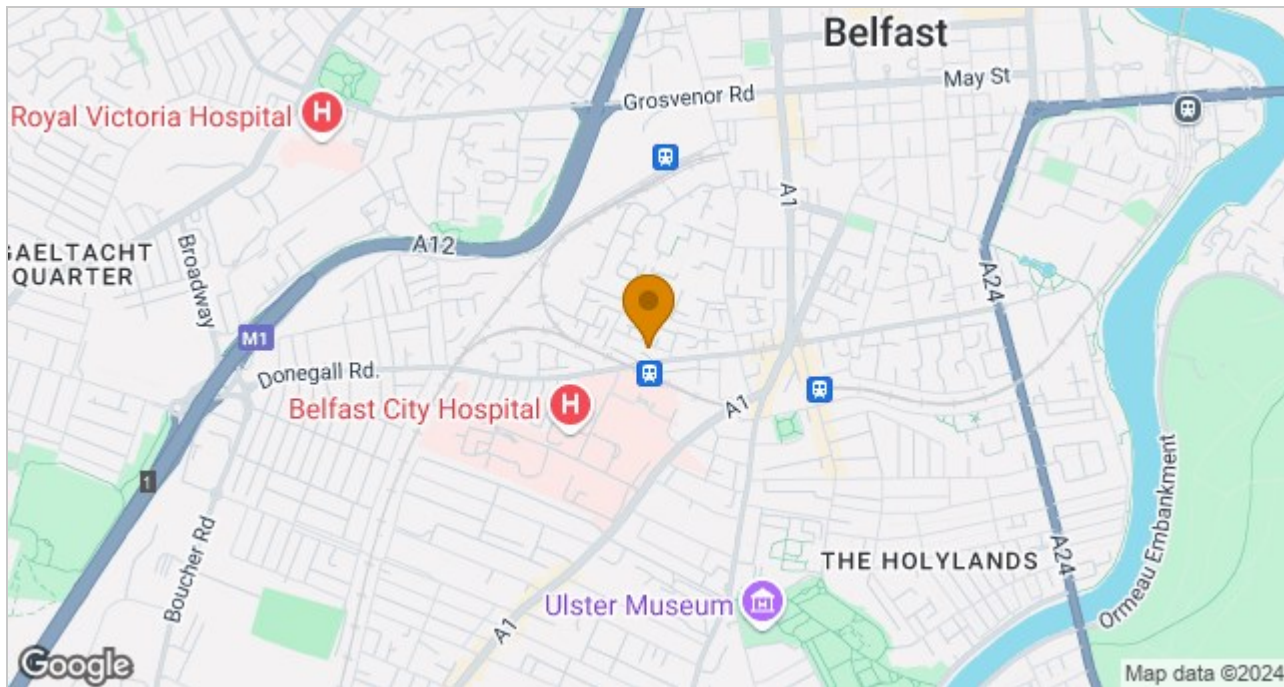 Belfast
May St
Grosvenor Rd
Royal Victoria Hospital
H
A1
A12
GAELTACHT
QUARTER
Broadway
A24
M1
Donegall Rd.
Belfast City Hospital
H
A1
1
Boucher Rd
Ormeau Embankment
THE HOLYLANDS
A24
Ulster Museum
A1
Google
Map data ©2024